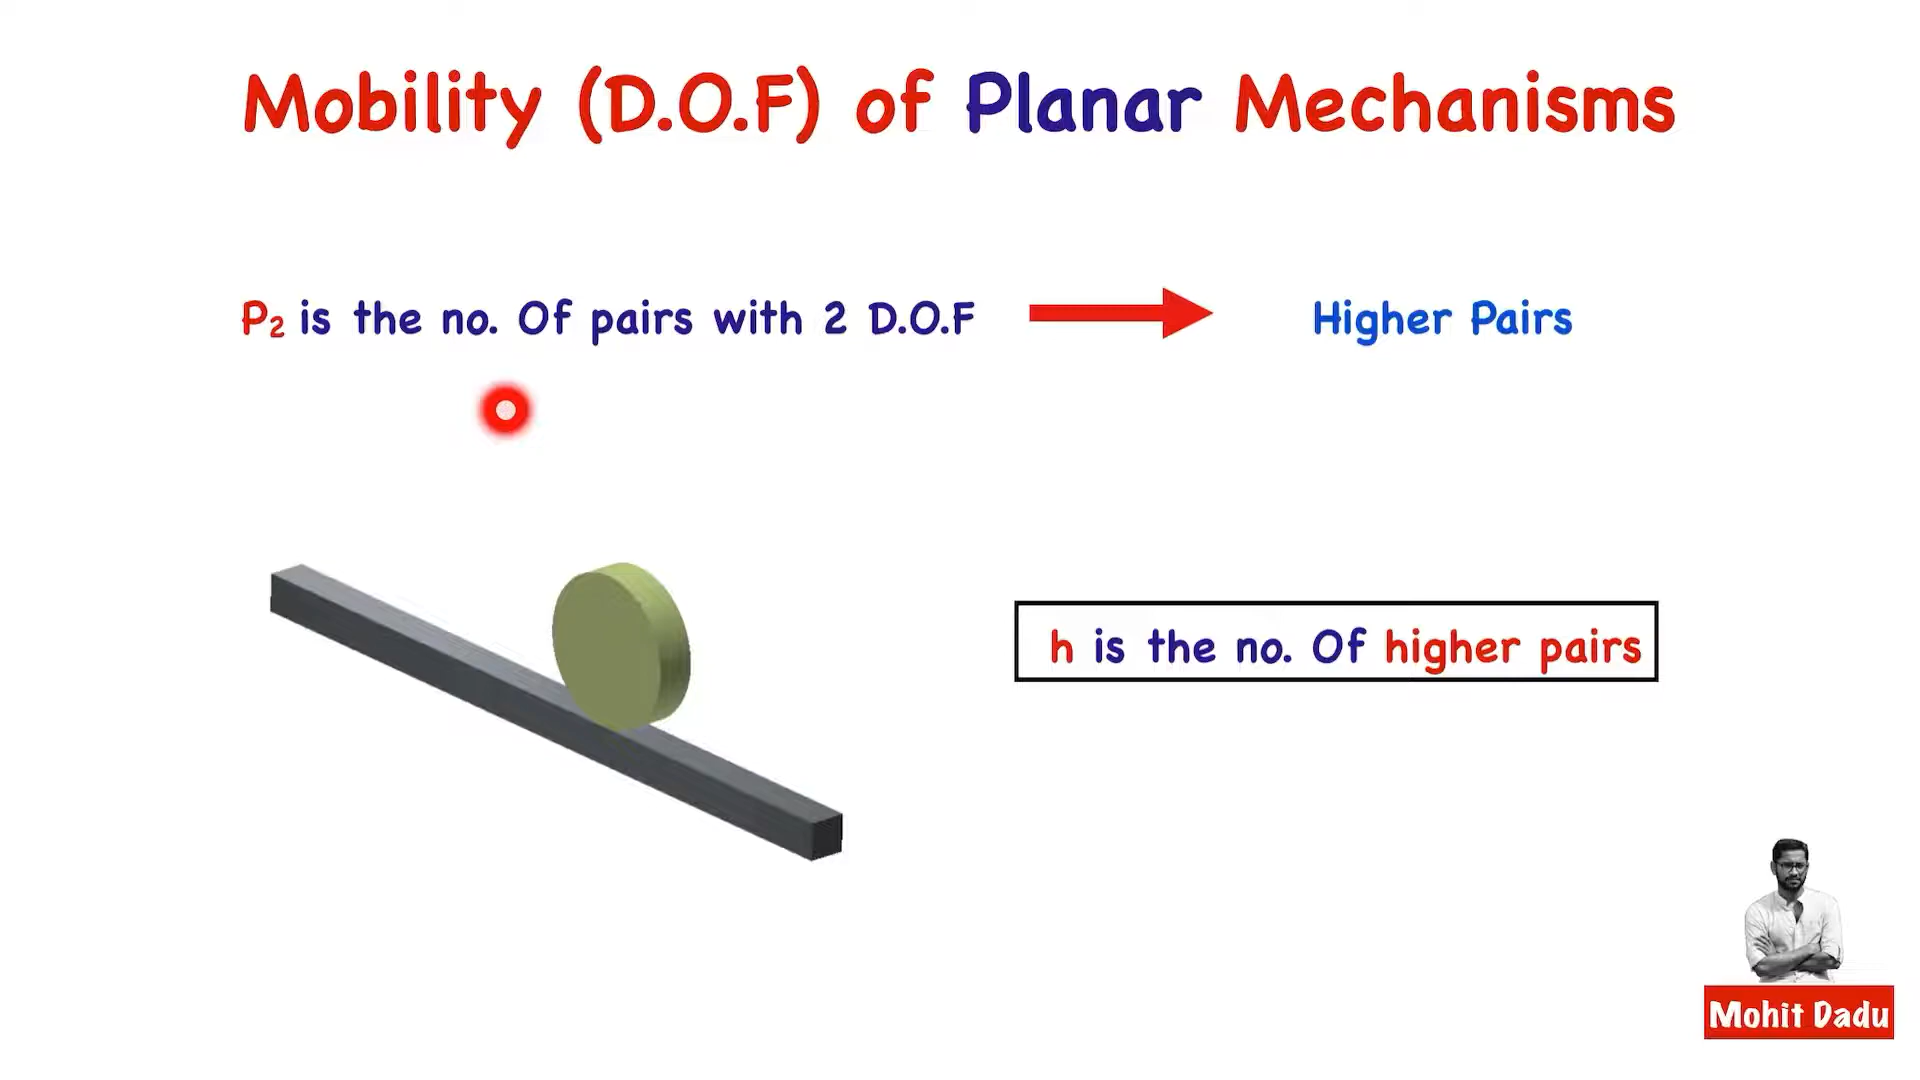 Mobility (D.O.F) of Planar Mechanisms
P₂ is the no. Of pairs with 2 D.O.F
Higher Pairs
h is the no. Of higher pairs
Mohit Dadu